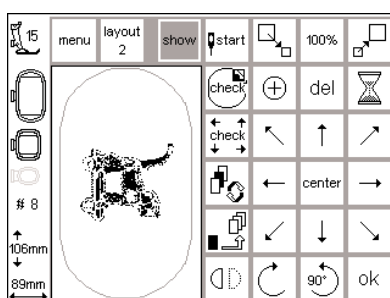 15
menu
layout
2
show
start
100%
check
del
check
center
# 8
106mm
89mm
90°
ok